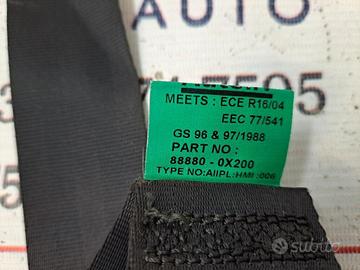 MEETS : ECE R16/04
EEC 77/541
GS 96 & 97/1988
PART NO :
88880 - 0X200
TYPE NO:AIIPL:HMI :006
subito